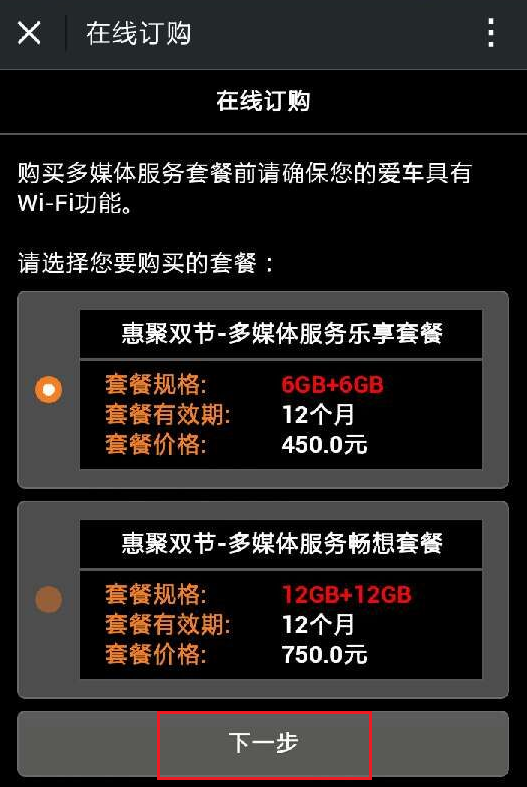 在线订购
在线订购
购买多媒体服务套餐前请确保您的爱车具有
Wi-Fi功能。
请选择您要购买的套餐：
惠聚双节-多媒体服务乐享套餐
套餐规格: 6GB+6GB
套餐有效期: 12个月
套餐价格: 450.0元
惠聚双节-多媒体服务畅想套餐
套餐规格: 12GB+12GB
套餐有效期: 12个月
套餐价格: 750.0元
下一步